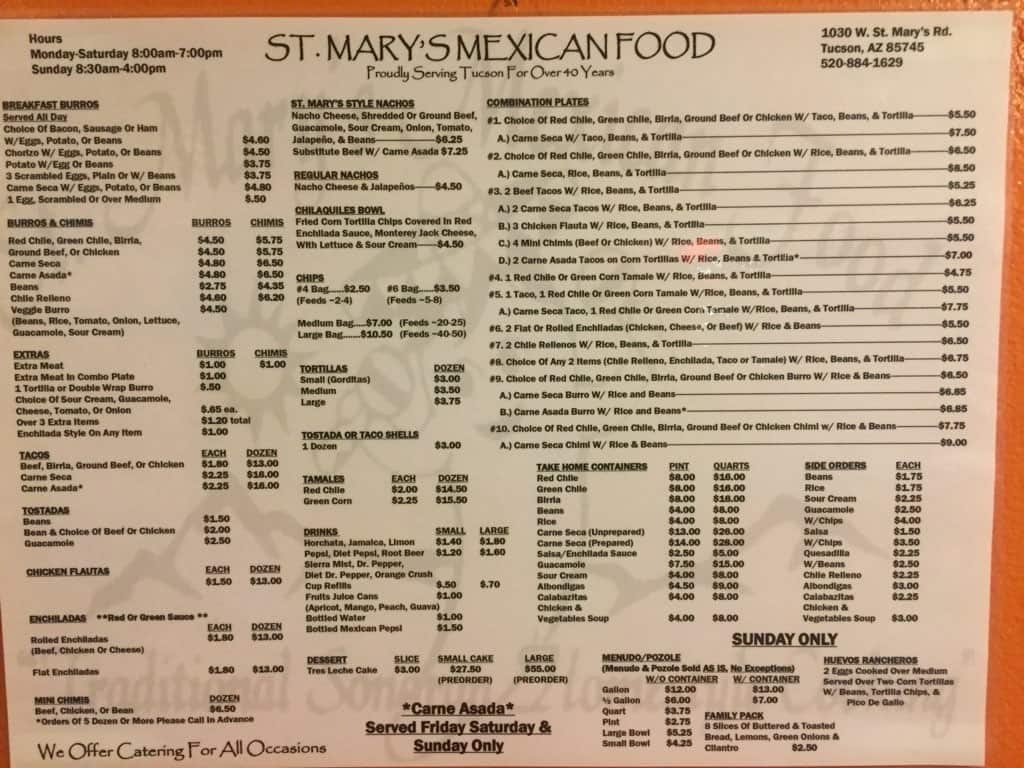 Hours
Monday-Saturday 8:00am-7:00pm
Sunday 8:30am-4:00pm
ST. MARY'S MEXICAN FOOD
Proudly Serving Tucson For Over 40 Years
1030 W. St. Mary's Rd.
Tucson, AZ 85745
520-884-1629
BREAKFAST BURROS
Served All Day
Choice Of Bacon, Sausage Or Ham
W/Eggs, Potato, Or Beans $4.60
Chorizo W/ Eggs, Potato, Or Beans $4.50
Potato W/Egg Or Beans $3.75
3 Scrambled Eggs, Plain Or W/ Beans $3.75
Carne Seca W/ Eggs, Potato, Or Beans $4.80
1 Egg, Scrambled Or Over Medium $.50
BURROS & CHIMIS BURROS CHIMIS
Red Chile, Green Chile, Birria, $4.50 $5.75
Ground Beef, Or Chicken $4.50 $5.75
Carne Seca $4.80 $6.50
Carne Asada* $4.80 $6.50
Beans $2.75 $4.35
Chile Relleno $4.60 $6.20
Veggie Burro $4.50
(Beans, Rice, Tomato, Onion, Lettuce,
Guacamole, Sour Cream)
EXTRAS BURROS CHIMIS
Extra Meat $1.00 $1.00
Extra Meat In Combo Plate $1.00
1 Tortilla or Double Wrap Burro $.50
Choice Of Sour Cream, Guacamole,
Cheese, Tomato, Or Onion $.65 ea.
Over 3 Extra Items $1.20 total
Enchilada Style On Any Item $1.00
TACOS EACH DOZEN
Beef, Birria, Ground Beef, Or Chicken $1.80 $13.00
Carne Seca $2.25 $16.00
Carne Asada* $2.25 $16.00
TOSTADAS
Beans $1.50
Bean & Choice Of Beef Or Chicken $2.00
Guacamole $2.50
CHICKEN FLAUTAS EACH DOZEN
$1.50 $13.00
ENCHILADAS **Red Or Green Sauce **
EACH DOZEN
Rolled Enchiladas $1.80 $13.00
(Beef, Chicken Or Cheese)
Flat Enchiladas $1.80 $13.00
MINI CHIMIS DOZEN
Beef, Chicken, Or Bean $6.50
*Orders Of 5 Dozen Or More Please Call In Advance
We Offer Catering For All Occasions
ST. MARY'S STYLE NACHOS
Nacho Cheese, Shredded Or Ground Beef,
Guacamole, Sour Cream, Onion, Tomato,
Jalapeño, & Beans $6.25
Substitute Beef W/ Carne Asada $7.25
REGULAR NACHOS
Nacho Cheese & Jalapeños $4.50
CHILAQUILES BOWL
Fried Corn Tortilla Chips Covered In Red
Enchilada Sauce, Monterey Jack Cheese,
With Lettuce & Sour Cream $4.50
CHIPS
#4 Bag......$2.50 #6 Bag......$3.50
(Feeds ~2-4) (Feeds ~5-8)
Medium Bag....$7.00 (Feeds ~20-25)
Large Bag....$10.50 (Feeds ~40-50)
TORTILLAS DOZEN
Small (Gorditas) $3.00
Medium $3.50
Large $3.75
TOSTADA OR TACO SHELLS
1 Dozen $3.00
TAMALES EACH DOZEN
Red Chile $2.00 $14.50
Green Corn $2.25 $15.50
DRINKS SMALL LARGE
Horchata, Jamaica, Limon $1.40 $1.80
Pepsi, Diet Pepsi, Root Beer $1.20 $1.60
Sierra Mist, Dr. Pepper,
Diet Dr. Pepper, Orange Crush
Cup Refills $.50 $.70
Fruits Juice Cans $1.00
(Apricot, Mango, Peach, Guava)
Bottled Water $1.00
Bottled Mexican Pepsi $1.50
DESSERT SLICE SMALL CAKE LARGE
Tres Leche Cake $3.00 $27.50 $55.00
(PREORDER) (PREORDER)
*Carne Asada*
Served Friday Saturday &
Sunday Only
COMBINATION PLATES
#1. Choice Of Red Chile, Green Chile, Birria, Ground Beef Or Chicken W/ Taco, Beans, & Tortilla $5.50
A.) Carne Seca W/ Taco, Beans, & Tortilla $7.50
#2. Choice Of Red Chile, Green Chile, Birria, Ground Beef Or Chicken W/ Rice, Beans, & Tortilla $6.50
A.) Carne Seca, Rice, Beans, & Tortilla $8.50
#3. 2 Beef Tacos W/ Rice, Beans, & Tortilla $5.25
A.) 2 Carne Seca Tacos W/ Rice, Beans, & Tortilla $6.25
B.) 3 Chicken Flauta W/ Rice, Beans, & Tortilla $5.50
C.) 4 Mini Chimis (Beef Or Chicken) W/ Rice, Beans, & Tortilla $5.50
D.) 2 Carne Asada Tacos on Corn Tortillas W/ Rice, Beans & Tortilla* $7.00
#4. 1 Red Chile Or Green Corn Tamale W/ Rice, Beans, & Tortilla $4.75
#5. 1 Taco, 1 Red Chile Or Green Corn Tamale W/Rice, Beans, & Tortilla $5.50
A.) Carne Seca Taco, 1 Red Chile Or Green Corn Tamale W/Rice, Beans, & Tortilla $7.75
#6. 2 Flat Or Rolled Enchiladas (Chicken, Cheese, Or Beef) W/ Rice & Beans $5.50
#7. 2 Chile Rellenos W/ Rice, Beans, & Tortilla $6.50
#8. Choice Of Any 2 Items (Chile Relleno, Enchilada, Taco or Tamale) W/ Rice, Beans, & Tortilla $6.75
#9. Choice of Red Chile, Green Chile, Birria, Ground Beef Or Chicken Burro W/ Rice & Beans $6.50
A.) Carne Seca Burro W/ Rice and Beans $6.85
B.) Carne Asada Burro W/ Rice and Beans* $6.85
#10. Choice Of Red Chile, Green Chile, Birria, Ground Beef Or Chicken Chimi w/ Rice & Beans $7.75
A.) Carne Seca Chimi W/ Rice & Beans $9.00
TAKE HOME CONTAINERS PINT QUARTS
Red Chile $8.00 $16.00
Green Chile $8.00 $16.00
Birria $8.00 $16.00
Beans $4.00 $8.00
Rice $4.00 $8.00
Carne Seca (Unprepared) $13.00 $26.00
Carne Seca (Prepared) $14.00 $28.00
Salsa/Enchilada Sauce $2.50 $5.00
Guacamole $7.50 $15.00
Sour Cream $4.00 $8.00
Albondigas $4.50 $9.00
Calabazitas $4.00 $8.00
Chicken &
Vegetables Soup $4.00 $8.00
SIDE ORDERS EACH
Beans $1.75
Rice $1.75
Sour Cream $2.25
Guacamole $2.50
W/Chips $4.00
Salsa $1.50
W/Chips $3.50
Quesadilla $2.25
W/Beans $2.50
Chile Relleno $2.25
Albondigas $3.00
Calabazitas $2.25
Chicken &
Vegetables Soup $3.00
SUNDAY ONLY
MENUDO/POZOLE
(Menudo & Pozole Sold AS IS, No Exceptions)
W/O CONTAINER W/ CONTAINER
Gallon $12.00 $13.00
½ Gallon $6.00 $7.00
Quart $3.75
Pint $2.75
Large Bowl $5.25
Small Bowl $4.25
FAMILY PACK
8 Slices Of Buttered & Toasted
Bread, Lemons, Green Onions &
Cilantro $2.50
HUEVOS RANCHEROS
2 Eggs Cooked Over Medium
Served Over Two Corn Tortillas
W/ Beans, Tortilla Chips, &
Pico De Gallo